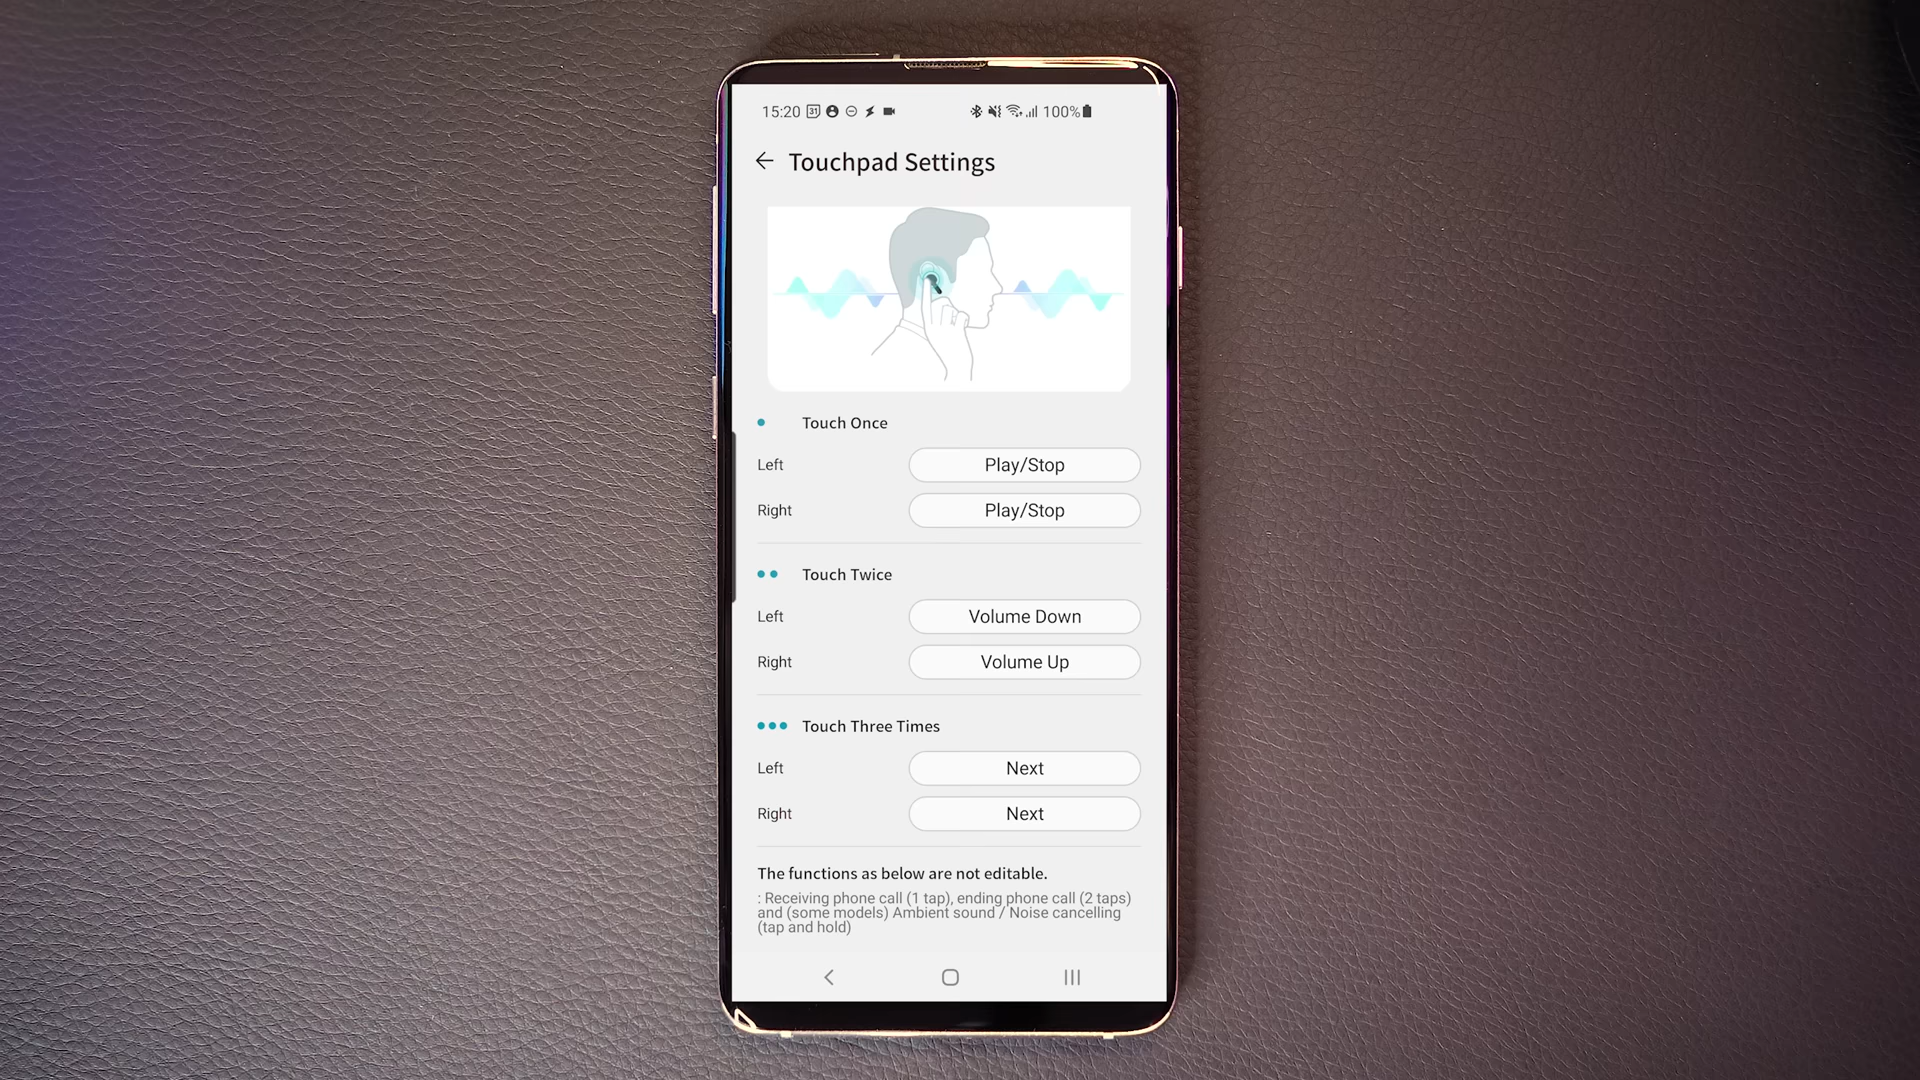 15:20 31 100%
Touchpad Settings
Touch Once
Left Play/Stop
Right Play/Stop
Touch Twice
Left Volume Down
Right Volume Up
Touch Three Times
Left Next
Right Next
The functions as below are not editable.
: Receiving phone call (1 tap), ending phone call (2 taps)
and (some models) Ambient sound / Noise cancelling
(tap and hold)